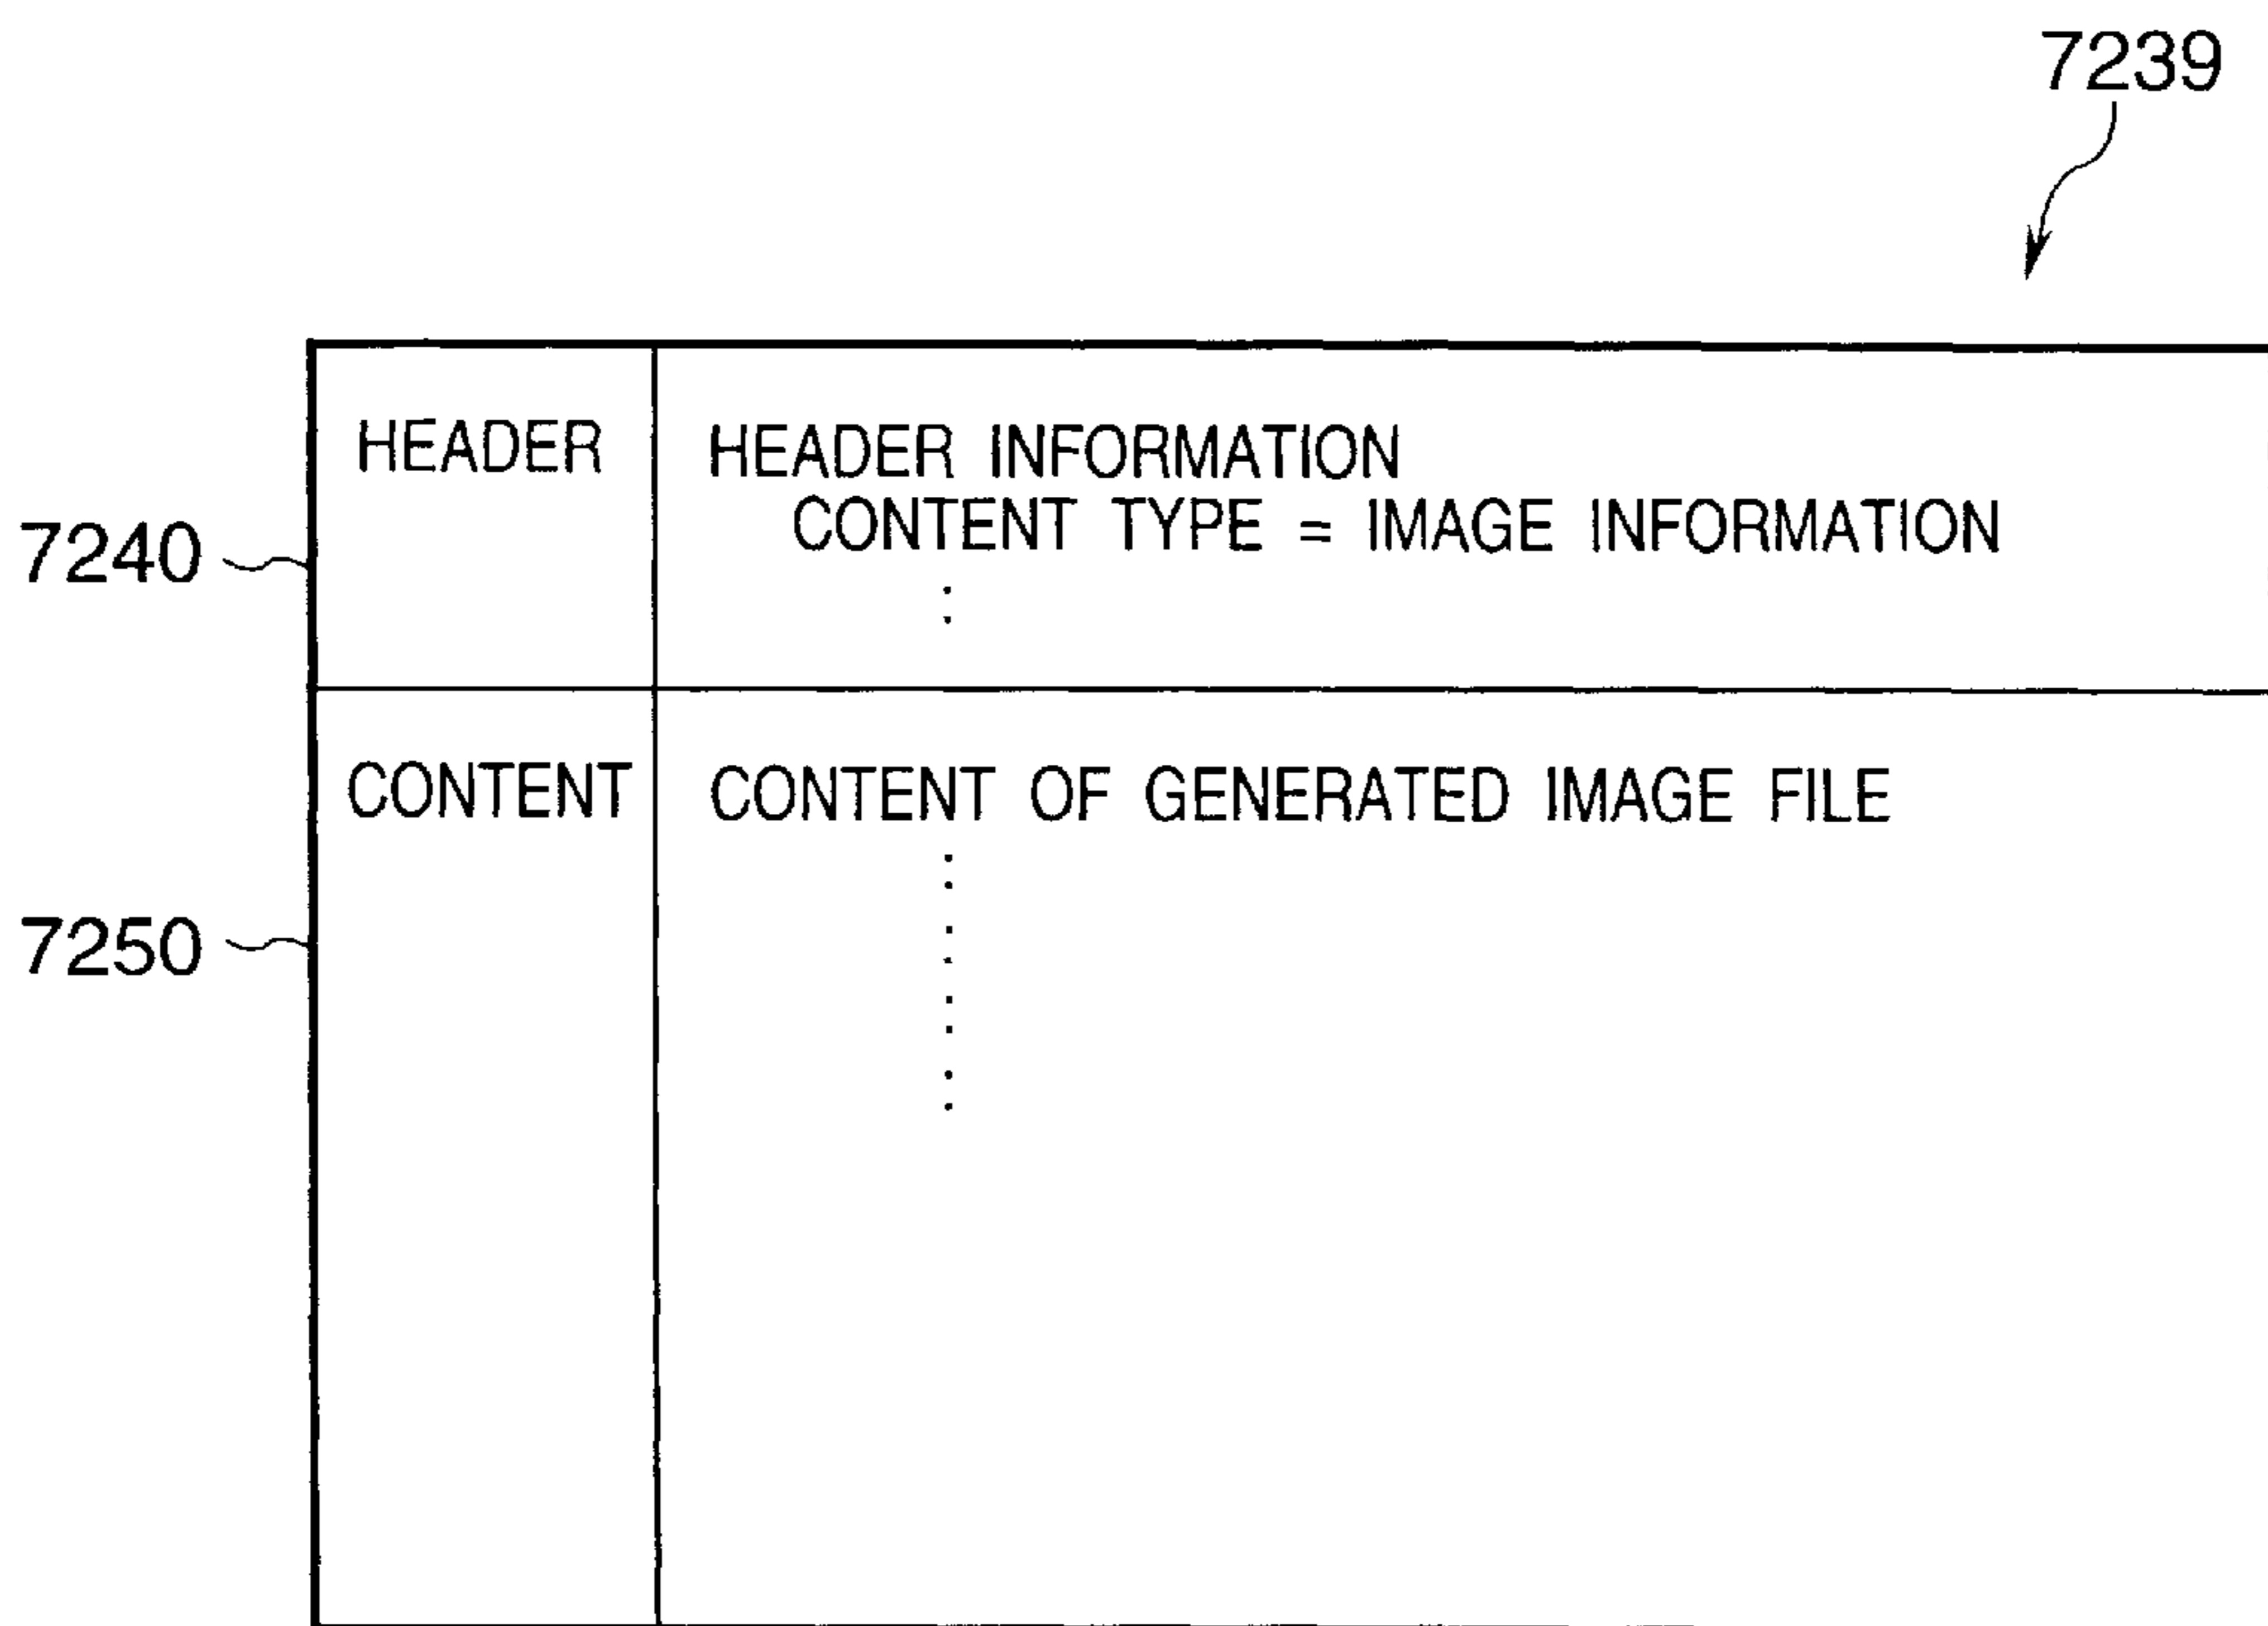 7239
HEADER HEADER INFORMATION
CONTENT TYPE = IMAGE INFORMATION
:
7240
CONTENT CONTENT OF GENERATED IMAGE FILE
:
:
7250
:
: